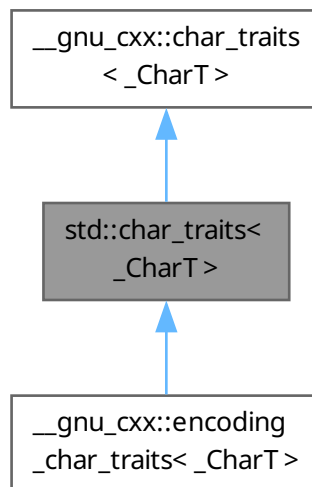 __gnu_cxx::char_traits
< _CharT >
std::char_traits<
_CharT >
__gnu_cxx::encoding
_char_traits< _CharT >